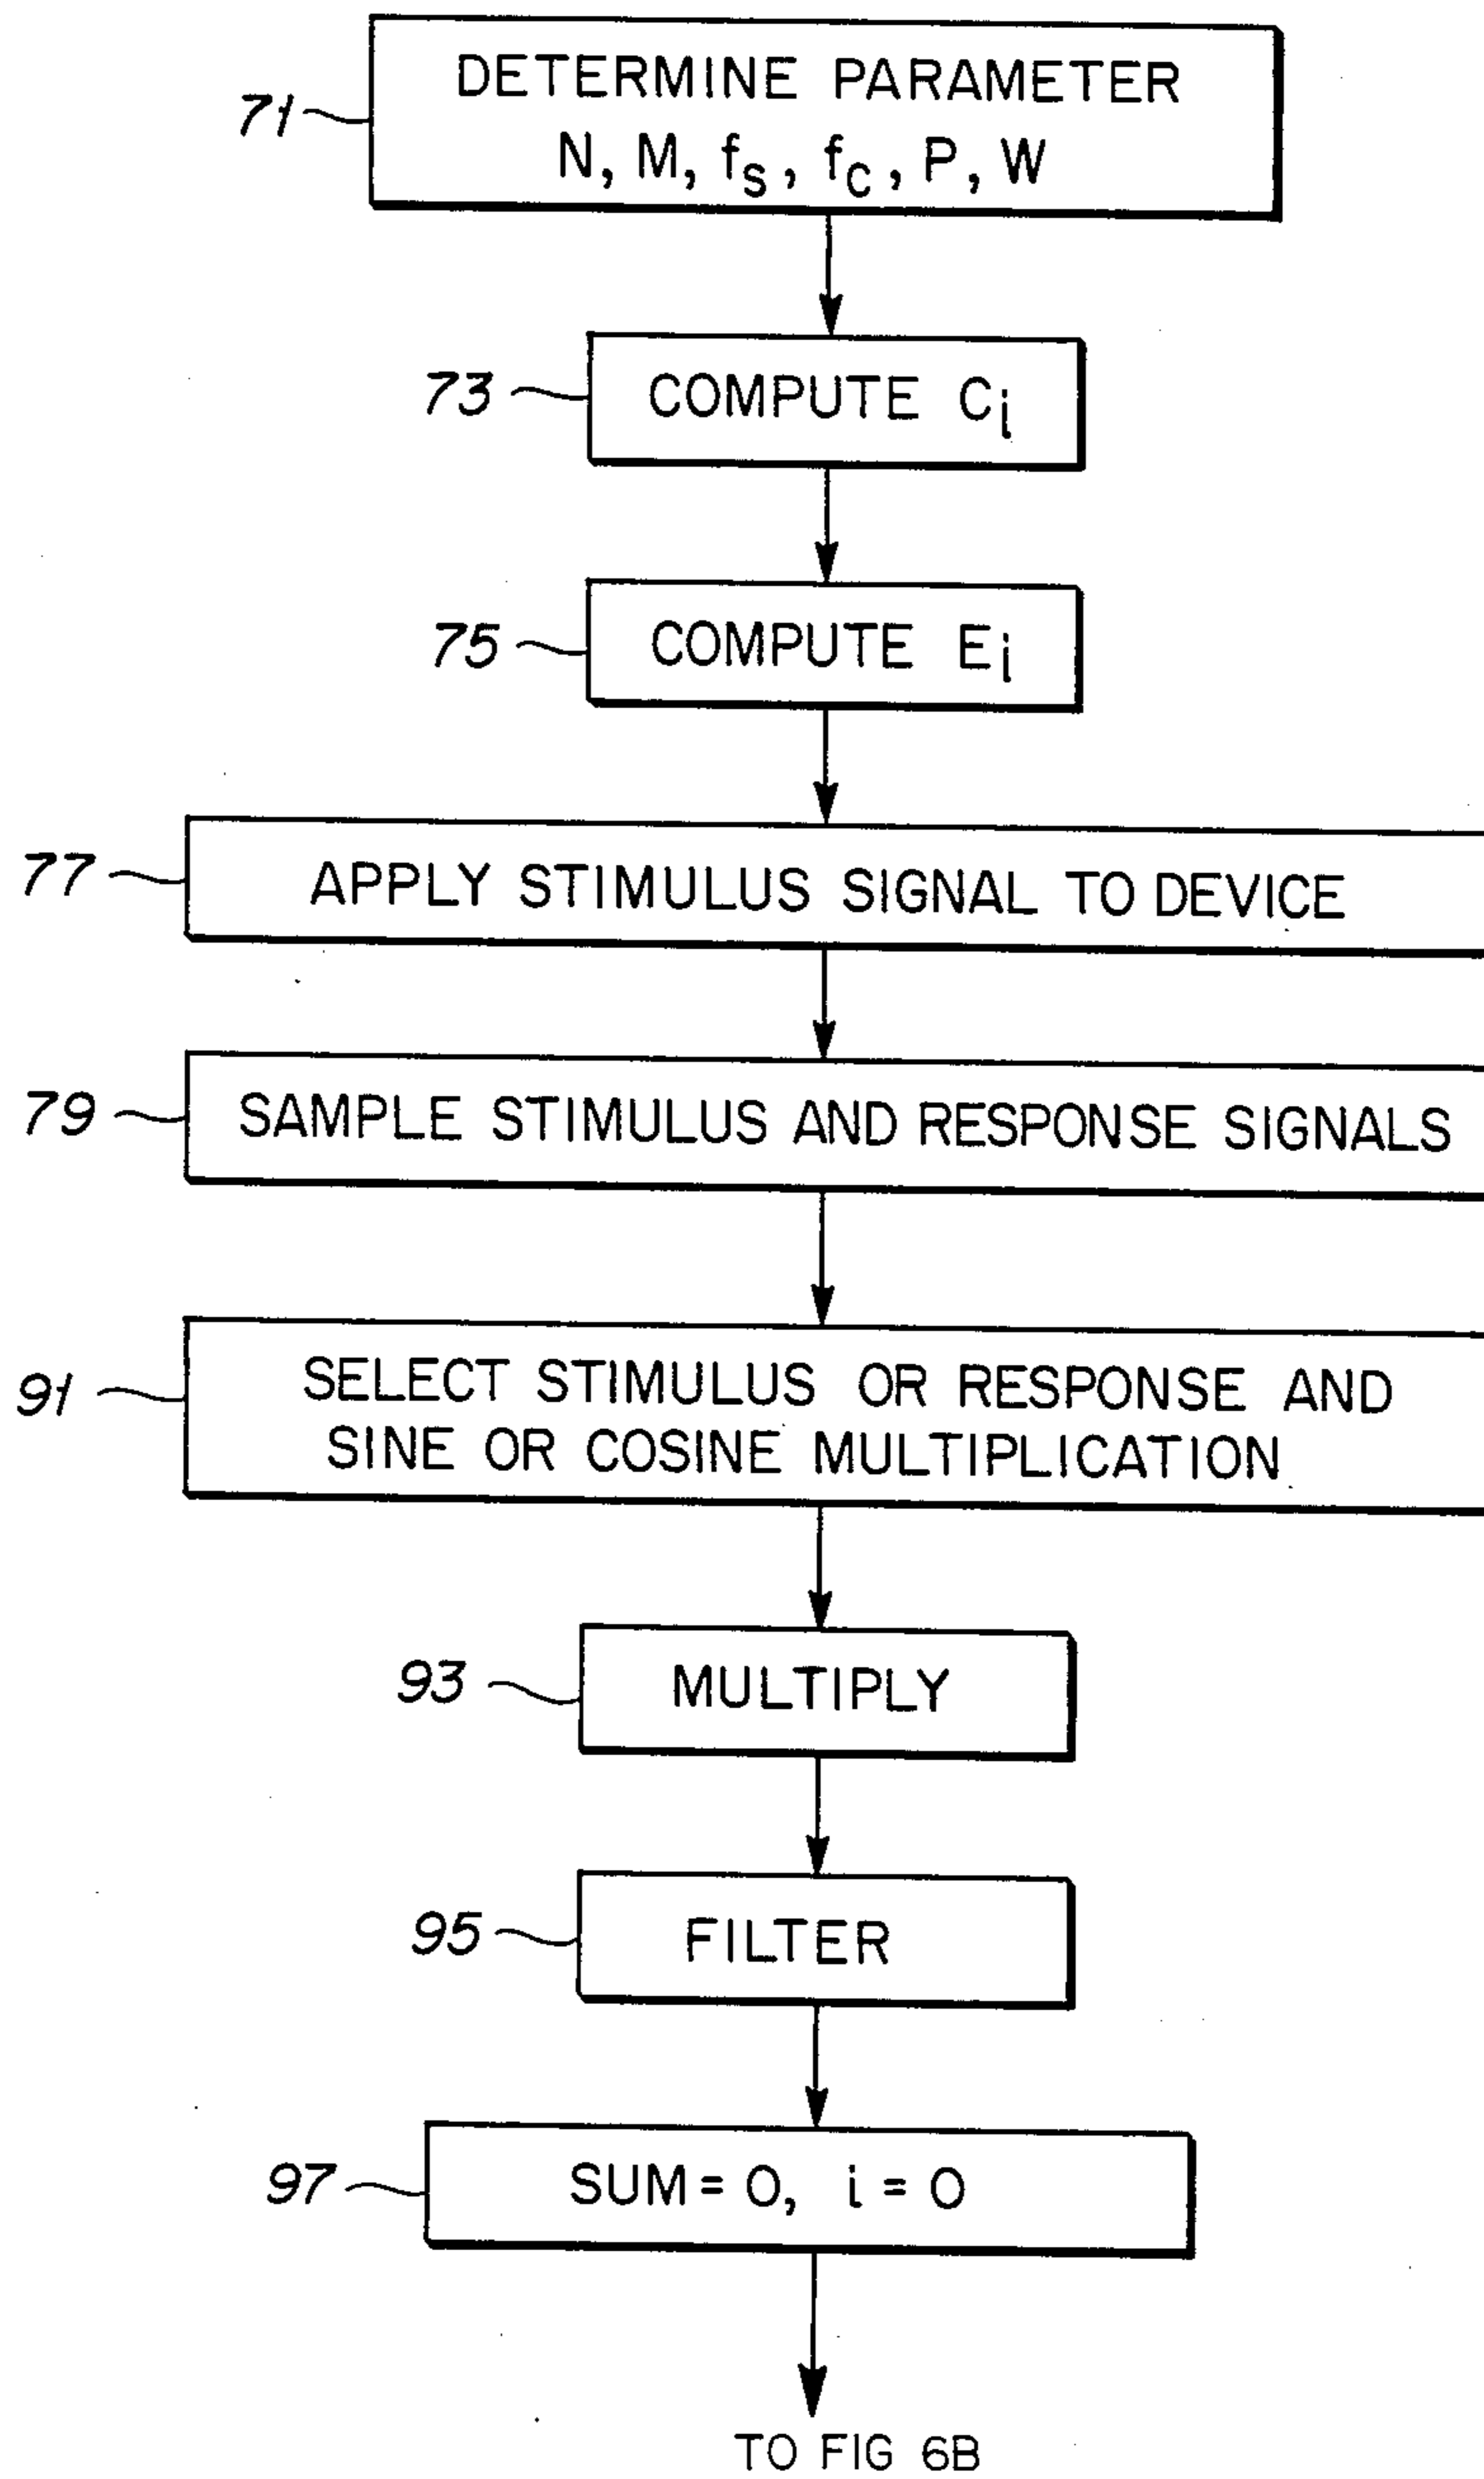 DETERMINE PARAMETER
71
N, M, fs, fc, P, W
73
COMPUTE Ci
75
COMPUTE Ei
77
APPLY STIMULUS SIGNAL TO DEVICE
79
SAMPLE STIMULUS AND RESPONSE SIGNALS
91
SELECT STIMULUS OR RESPONSE AND
SINE OR COSINE MULTIPLICATION
93
MULTIPLY
95
FILTER
97
SUM = 0, i = 0
TO FIG 6B